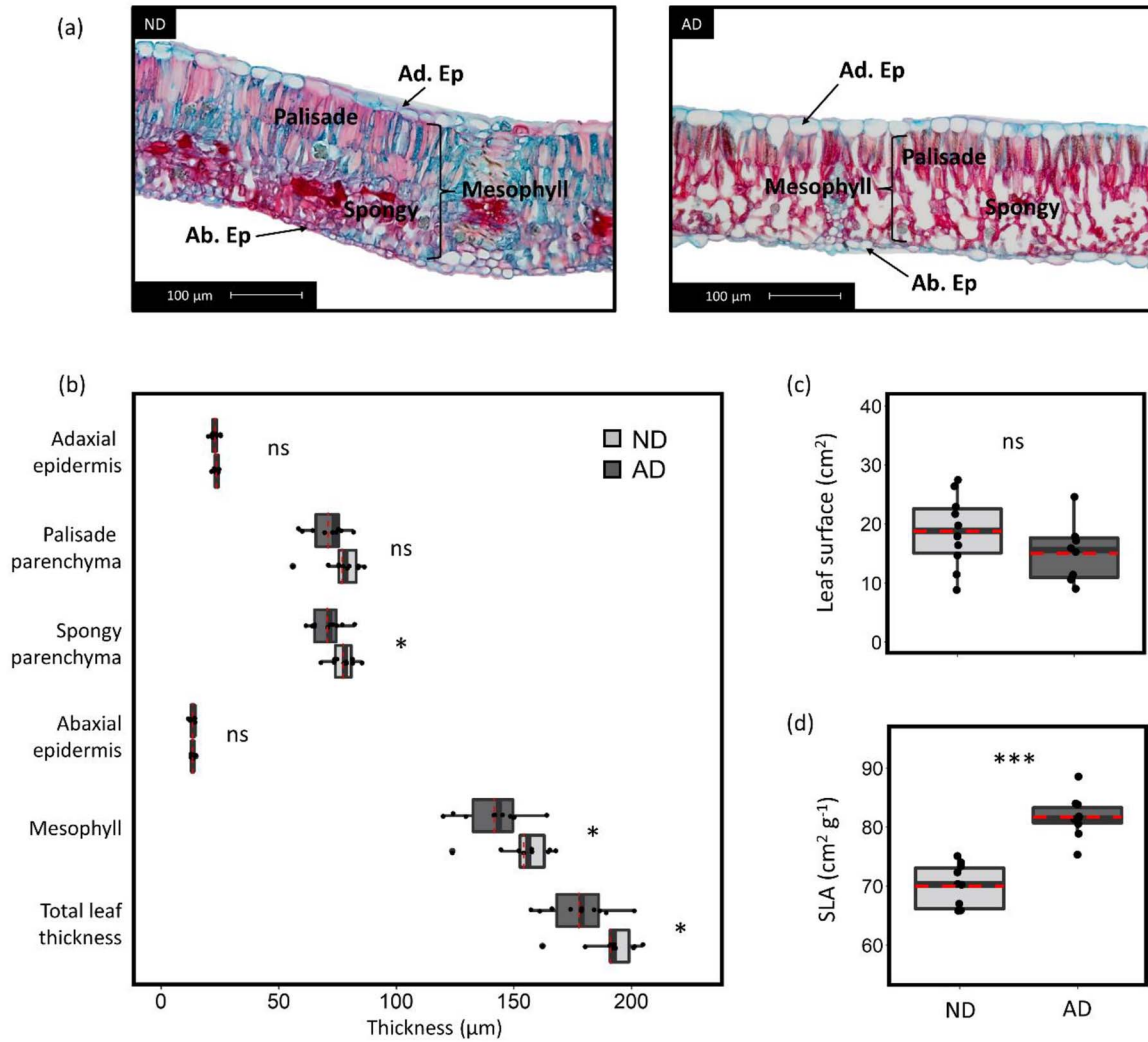 (a)
ND
Ad. Ep
Palisade
Mesophyll
Spongy
Ab. Ep
100 µm
AD
Ad. Ep
Palisade
Mesophyll
Spongy
Ab. Ep
100 µm
(b)
Adaxial
epidermis
ns
Palisade
parenchyma
ns
Spongy
parenchyma
*
Abaxial
epidermis
ns
Mesophyll
*
Total leaf
thickness
*
ND
AD
0 50 100 150 200
Thickness (µm)
(c)
Leaf surface (cm²)
40
30
20
10
0
ns
(d)
SLA (cm² g⁻¹)
90
80
70
60
***
ND AD